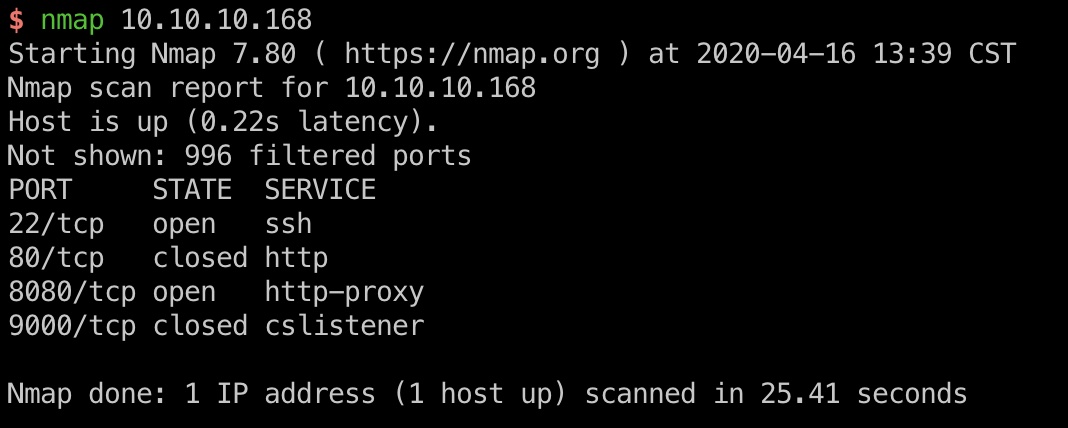 $ nmap 10.10.10.168
Starting Nmap 7.80 ( https://nmap.org ) at 2020-04-16 13:39 CST
Nmap scan report for 10.10.10.168
Host is up (0.22s latency).
Not shown: 996 filtered ports
PORT     STATE  SERVICE
22/tcp   open   ssh
80/tcp   closed http
8080/tcp open   http-proxy
9000/tcp closed cslistener

Nmap done: 1 IP address (1 host up) scanned in 25.41 seconds